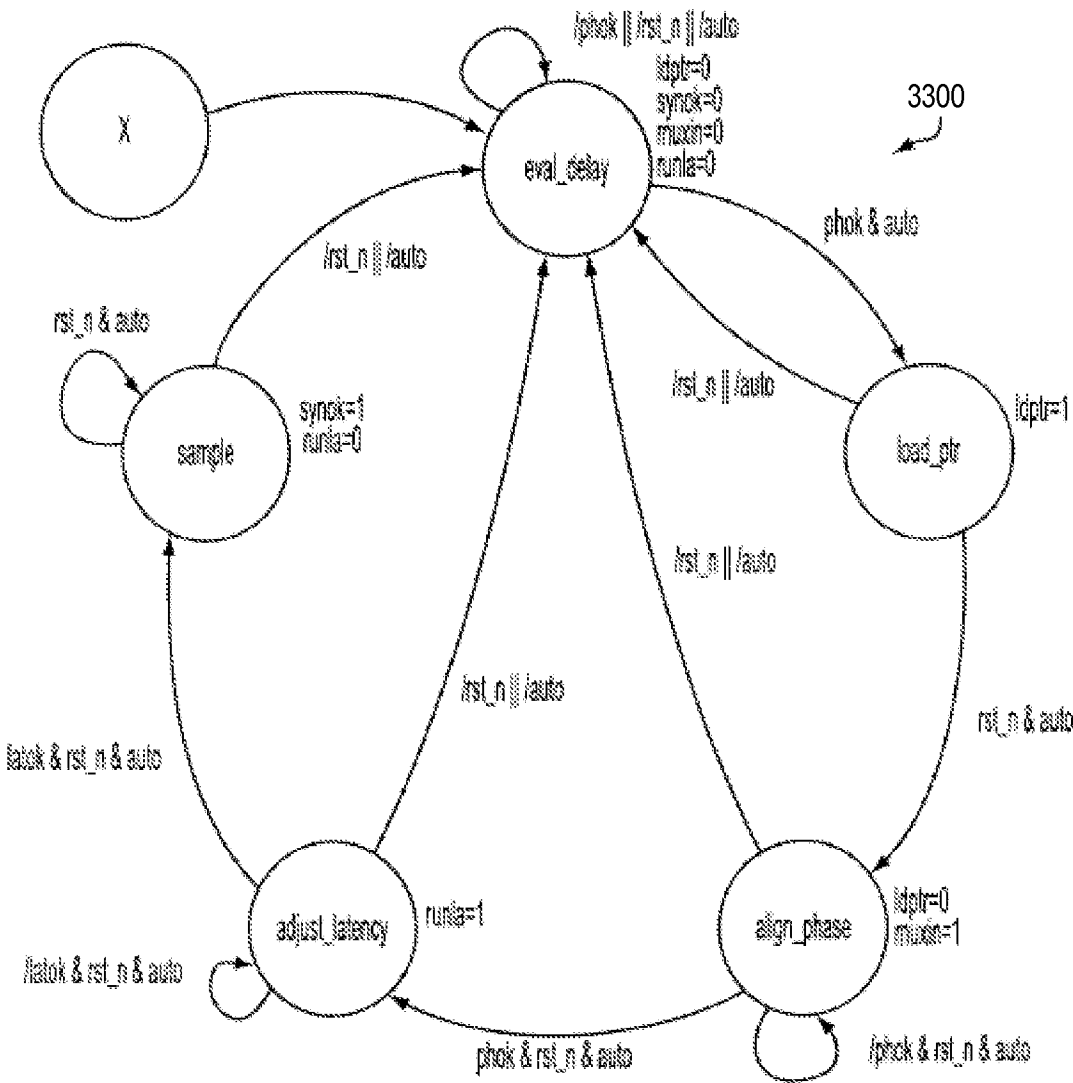 /phok || /rst_n || /auto
ldptr=0
synok=0
muxin=0
runla=0
3300
X
eval_delay
phok & auto
/rst_n || /auto
rst_n & auto
/rst_n || /auto
synok=1
runla=0
ldptr=1
sample
load_ptr
/rst_n || /auto
/rst_n || /auto
rst_n & auto
latok & rst_n & auto
ldptr=0
muxin=1
runla=1
adjust_latency
align_phase
/latok & rst_n & auto
phok & rst_n & auto
/phok & rst_n & auto